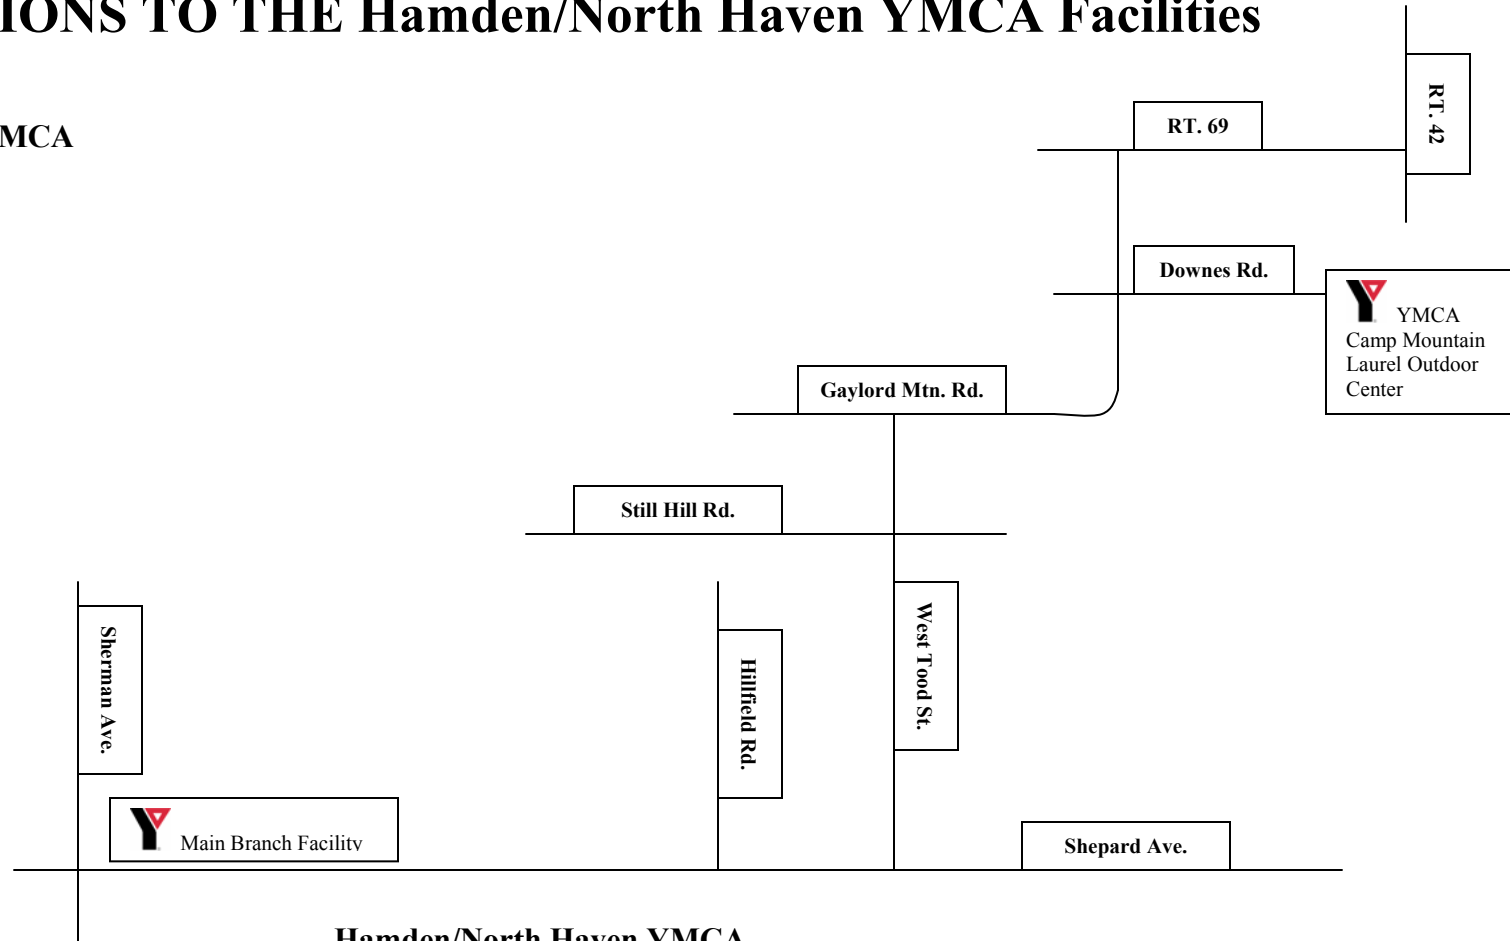 IONS TO THE Hamden/North Haven YMCA Facilities
RT. 42
RT. 69
MCA
Downes Rd.
YMCA
Camp Mountain
Laurel Outdoor
Center
Gaylord Mtn. Rd.
Still Hill Rd.
Sherman Ave.
Hillfield Rd.
West Tood St.
Main Branch Facility
Shepard Ave.
Hamden/North Haven YMCA